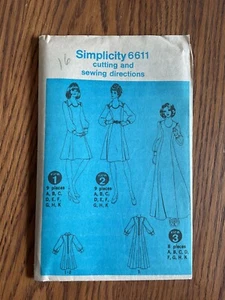 16
Simplicity 6611
cutting and
sewing directions
1
9 pieces
A, B, C,
D, E, F,
G, H, K
2
9 pieces
A, B, C,
D, E, F,
G, H, K
3
8 pieces